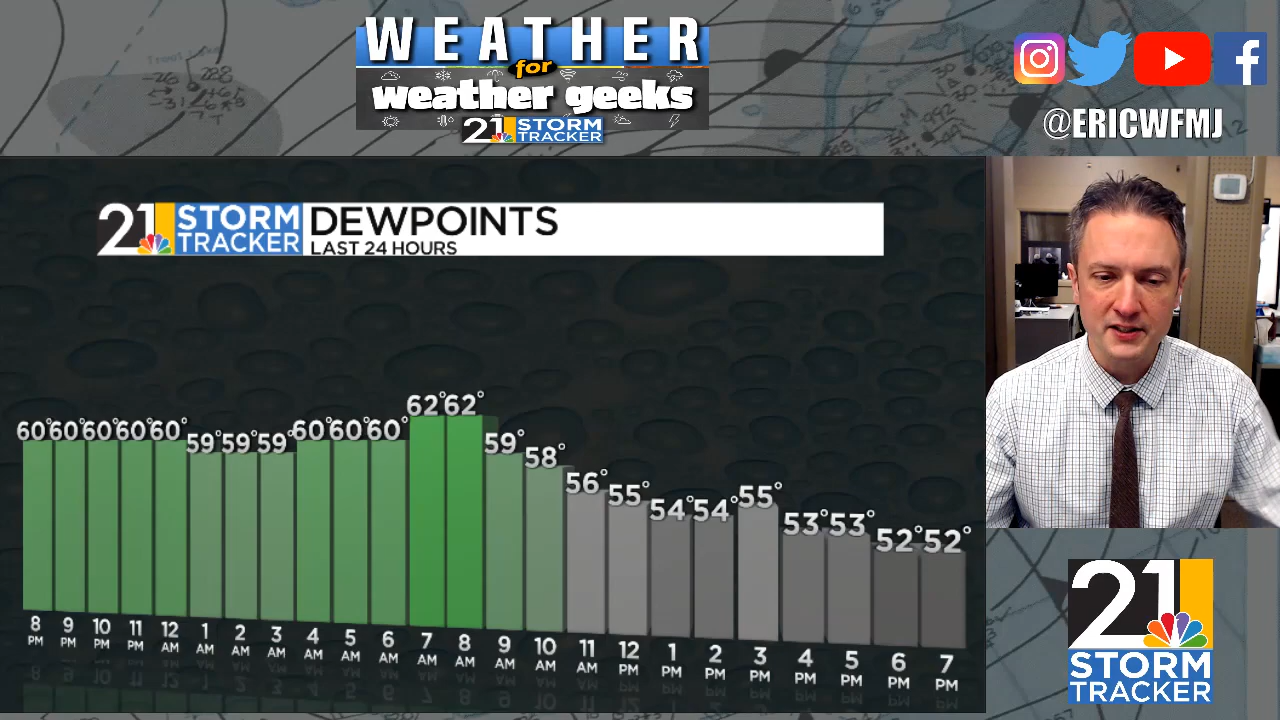 WEATHER
for
weather geeks
21 STORM
TRACKER
@ERICWFMJ
21 STORM
TRACKER
DEWPOINTS
LAST 24 HOURS
60° 60° 60° 60° 60° 59° 59° 59° 60° 60° 60° 62° 62° 59° 58° 56° 55° 54° 54° 55° 53° 53° 52° 52°
8 9 10 11 12 1 2 3 4 5 6 7 8 9 10 11 12 1 2 3 4 5 6 7
PM PM PM PM AM AM AM AM AM AM AM AM AM AM AM AM PM PM PM PM PM PM PM PM
21
STORM
TRACKER